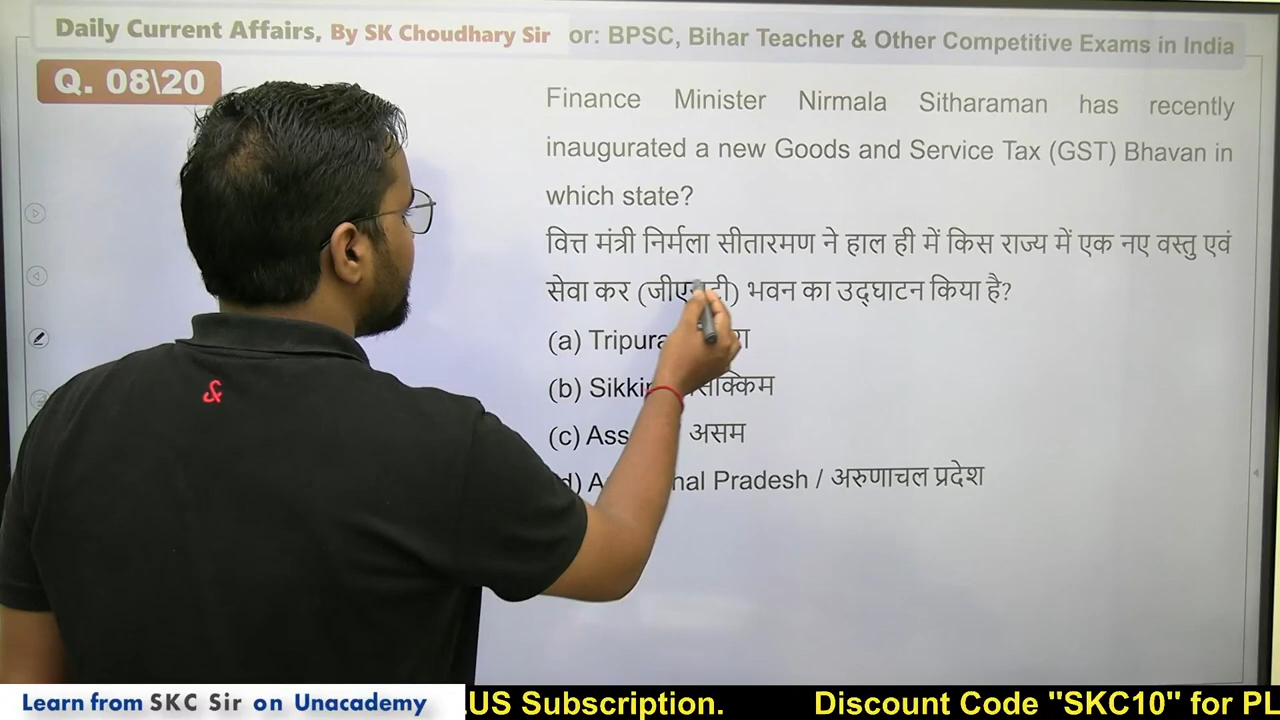 Daily Current Affairs, By SK Choudhary Sir or: BPSC, Bihar Teacher & Other Competitive Exams in India
Q. 08\20
Finance Minister Nirmala Sitharaman has recently
inaugurated a new Goods and Service Tax (GST) Bhavan in
which state?
वित्त मंत्री निर्मला सीतारमण ने हाल ही में किस राज्य में एक नए वस्तु एवं
सेवा कर भवन का उद्घाटन किया है?
(a) Tripura
(b) सिक्किम
(c) असम
Pradesh / अरुणाचल प्रदेश
Learn from SKC Sir on Unacademy
US Subscription. Discount Code "SKC10" for PL